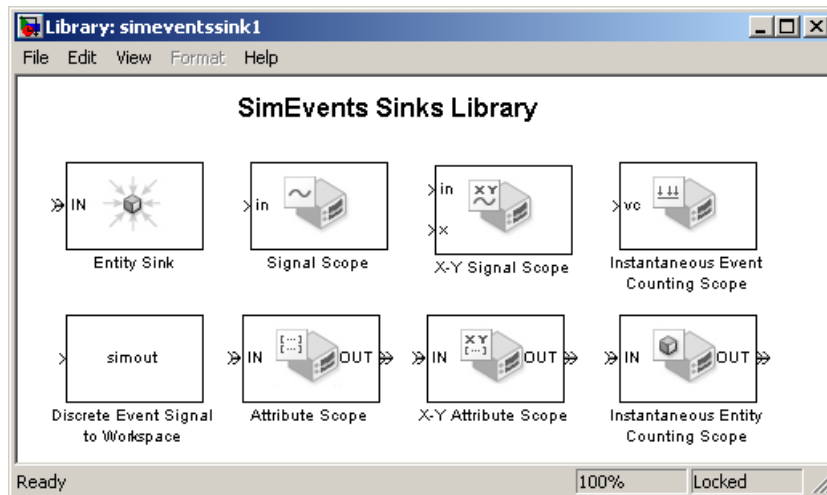 Library: simeventssink1
File Edit View Format Help
SimEvents Sinks Library
IN
in
in
x
XY
vc
Entity Sink
Signal Scope
X-Y Signal Scope
Instantaneous Event
Counting Scope
simout
IN
[...]
OUT
IN
XY
[...]
OUT
IN
OUT
Discrete Event Signal
to Workspace
Attribute Scope
X-Y Attribute Scope
Instantaneous Entity
Counting Scope
Ready
100%
Locked